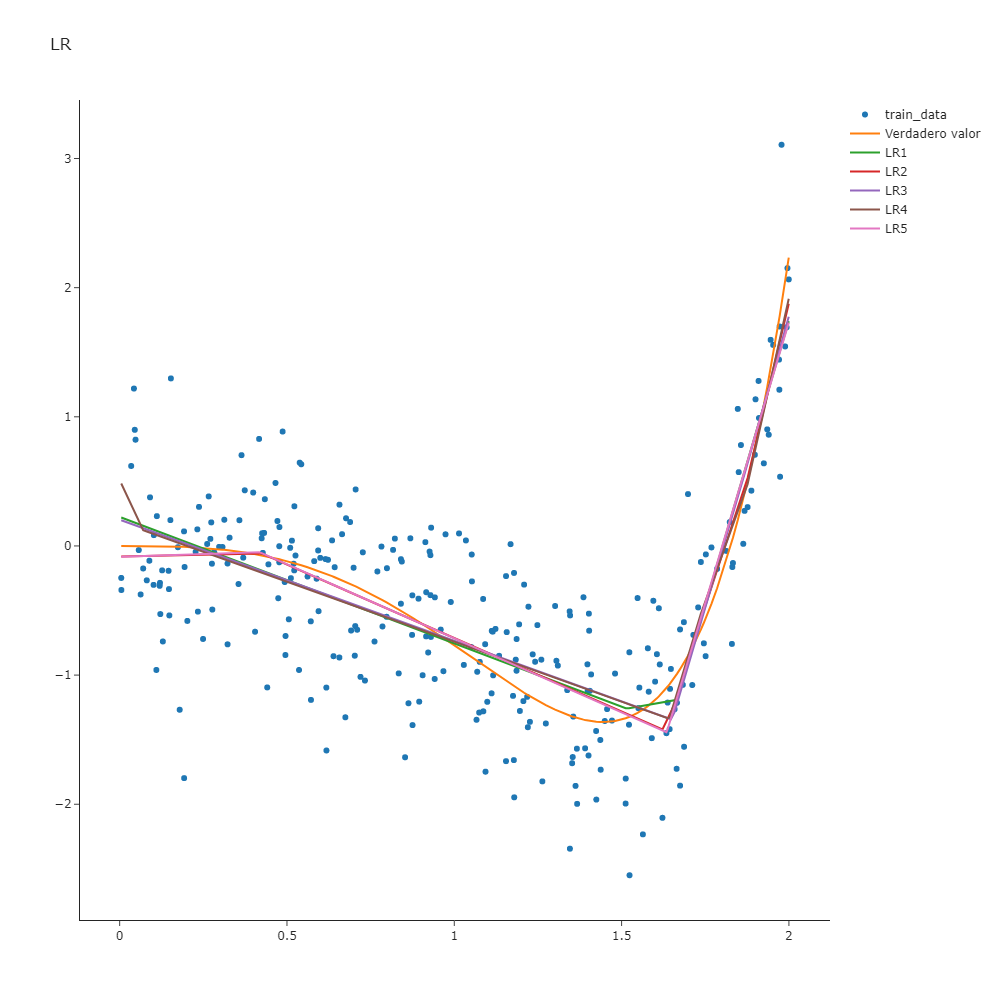 LR
train_data
Verdadero valor
LR1
LR2
LR3
LR4
LR5
3
2
1
0
−1
−2
0 0.5 1 1.5 2